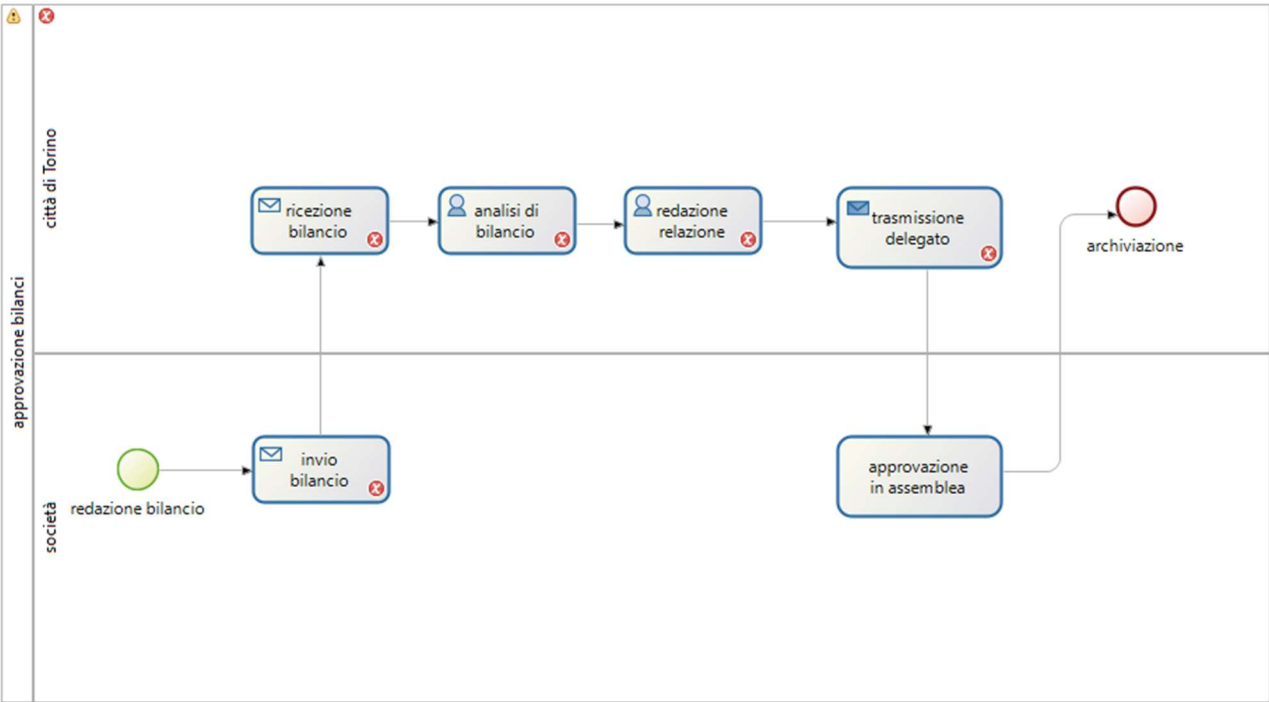 approvazione bilanci
città di Torino
ricezione
bilancio
analisi di
bilancio
redazione
relazione
trasmissione
delegato
archiviazione
società
redazione bilancio
invio
bilancio
approvazione
in assemblea